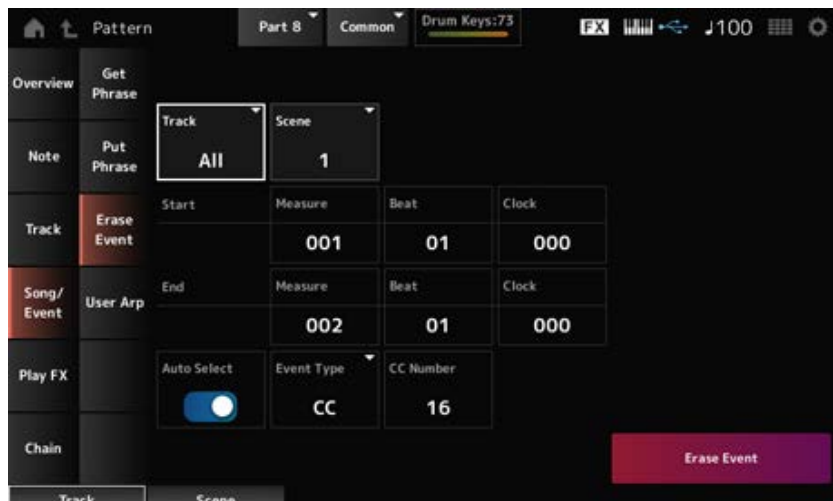 Pattern
Part 8
Common
Drum Keys:73
FX
♩100
Overview
Get
Phrase
Track
All
Scene
1
Note
Put
Phrase
Track
Erase
Event
Start
Measure
001
Beat
01
Clock
000
Song/
Event
User Arp
End
Measure
002
Beat
01
Clock
000
Play FX
Auto Select
Event Type
CC
CC Number
16
Chain
Erase Event
Track
Scene